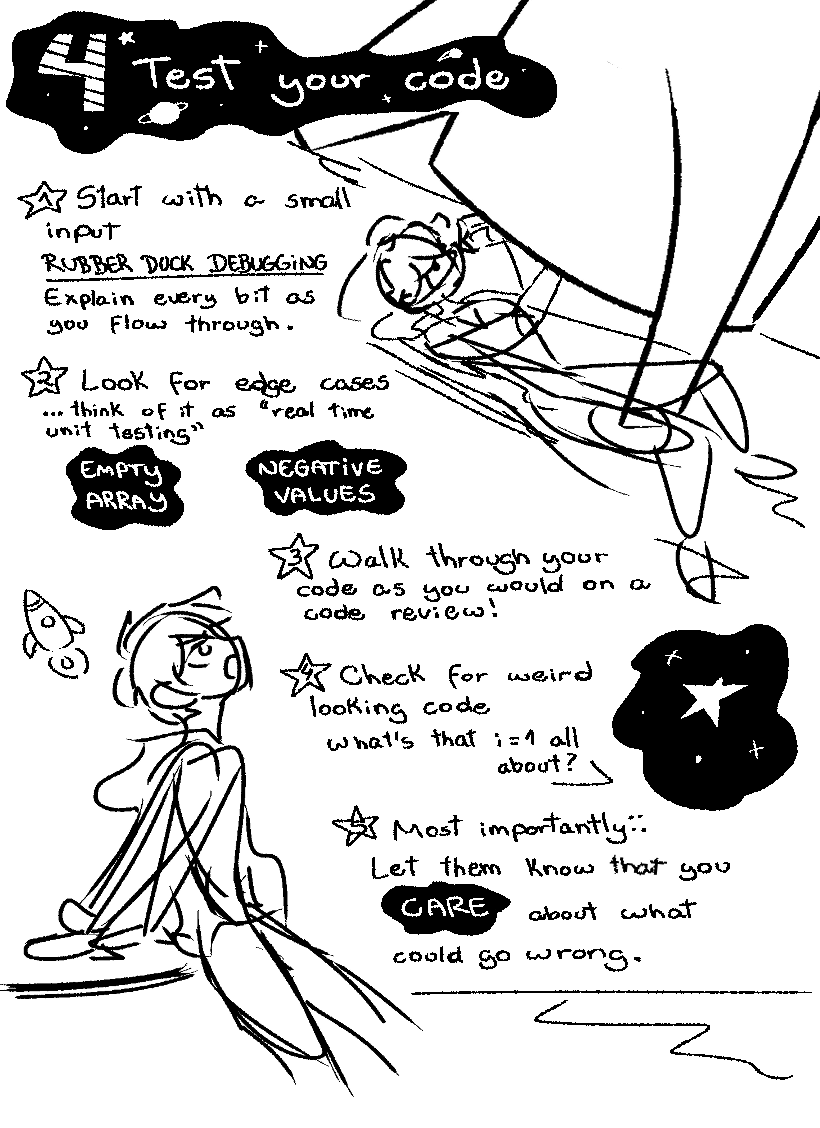 4 Test your code
1 Start with a small
input
RUBBER DUCK DEBUGGING
Explain every bit as
you flow through.
2 Look for edge cases
... think of it as "real time
unit testing"
EMPTY
ARRAY
NEGATIVE
VALUES
3 Walk through your
code as you would on a
code review!
4 Check for weird
looking code
what's that i=1 all
about?
5 Most importantly::
Let them know that you
CARE about what
could go wrong.